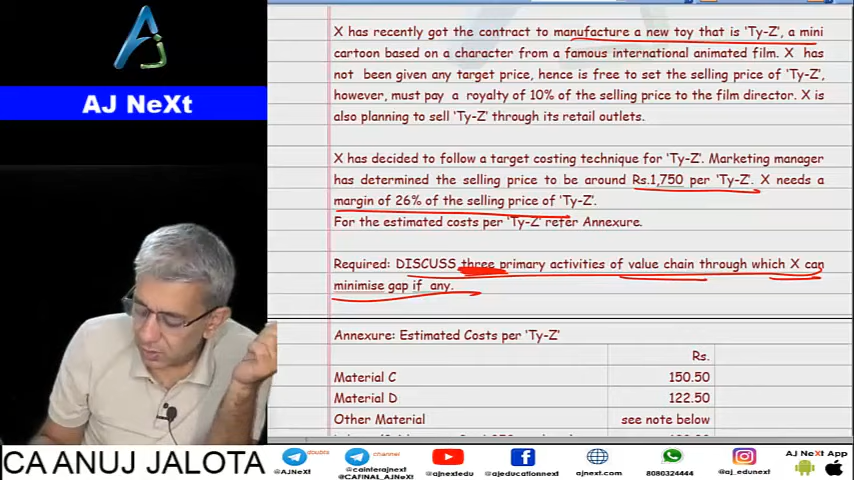 AJ NeXt
X has recently got the contract to manufacture a new toy that is 'Ty-Z', a mini
cartoon based on a character from a famous international animated film. X has
not been given any target price, hence is free to set the selling price of 'Ty-Z',
however, must pay a royalty of 10% of the selling price to the film director. X is
also planning to sell 'Ty-Z' through its retail outlets.
X has decided to follow a target costing technique for 'Ty-Z'. Marketing manager
has determined the selling price to be around Rs.1,750 per 'Ty-Z'. X needs a
margin of 26% of the selling price of 'Ty-Z'.
For the estimated costs per 'Ty-Z' refer Annexure.
Required: DISCUSS three primary activities of value chain through which X can
minimise gap if any.
Annexure: Estimated Costs per 'Ty-Z'
Rs.
Material C 150.50
Material D 122.50
Other Material see note below
CA ANUJ JALOTA
doubts
@AJNeXt
channel
@cainterajnext
@CAFINAL_AJNeXt
@ajnextedu
@ajeducationnext
ajnext.com
8080323444
@aj_edunext
AJ NeXt App